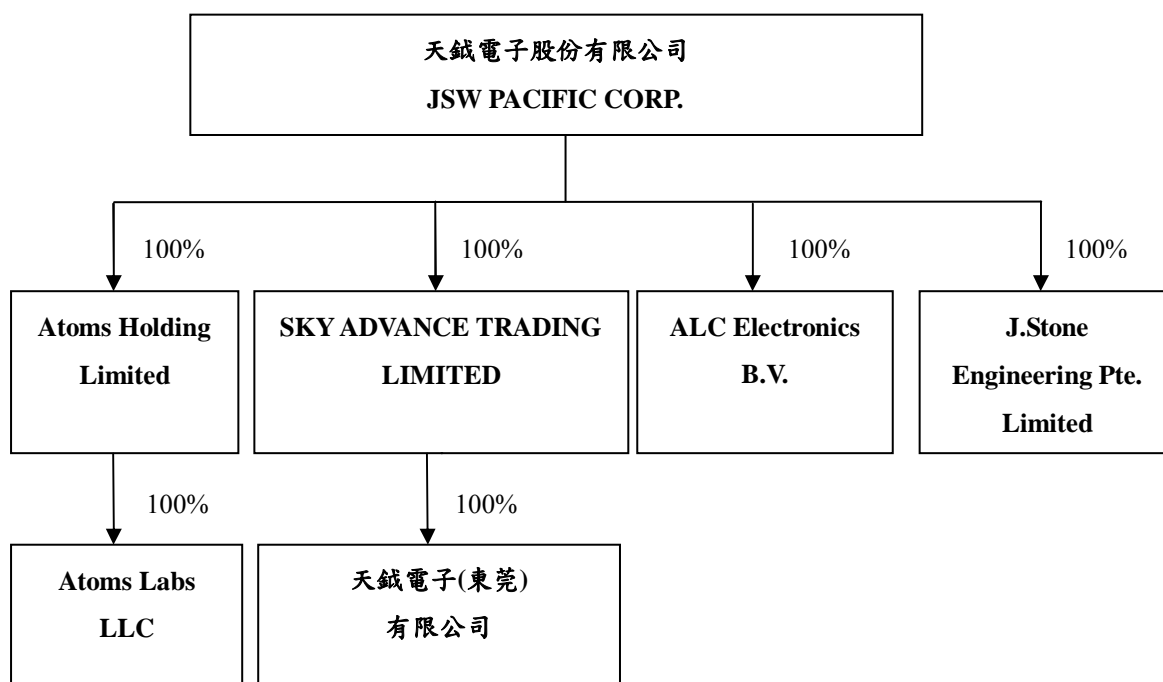 天鉞電子股份有限公司
JSW PACIFIC CORP.
100%
100%
100%
100%
Atoms Holding
Limited
SKY ADVANCE TRADING
LIMITED
ALC Electronics
B.V.
J.Stone
Engineering Pte.
Limited
100%
100%
Atoms Labs
LLC
天鉞電子(東莞)
有限公司